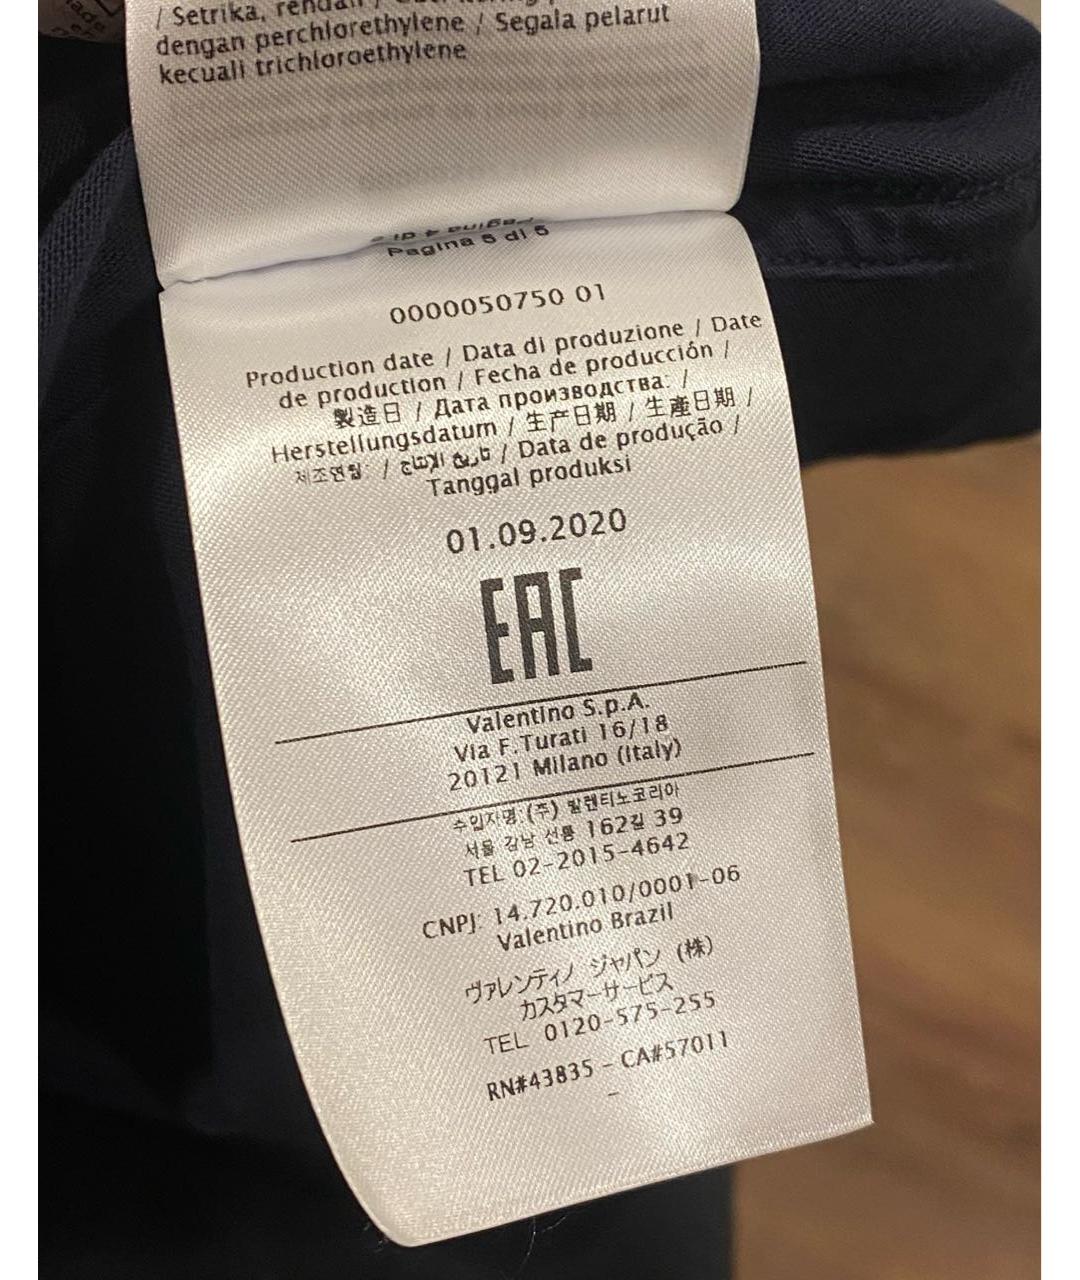 / Setrika, rendah /
dengan perchlorethylene / Segala pelarut
kecuali trichloroethylene
Pagina 4 di 5
Pagina 5 di 5
0000050750 01
Production date / Data di produzione / Date
de production / Fecha de producción /
製造日 / Дата производства: /
Herstellungsdatum / 生产日期 / 生產日期 /
제조연월: / تاريخ الإنتاج / Data de produção /
Tanggal produksi
01.09.2020
EAC
Valentino S.p.A.
Via F.Turati 16/18
20121 Milano (Italy)
수입자명:(주) 발렌티노코리아
서울 강남 선릉 162길 39
TEL 02-2015-4642
CNPJ: 14.720.010/0001-06
Valentino Brazil
ヴァレンティノ ジャパン (株)
カスタマーサービス
TEL 0120-575-255
RN#43835 - CA#57011
-